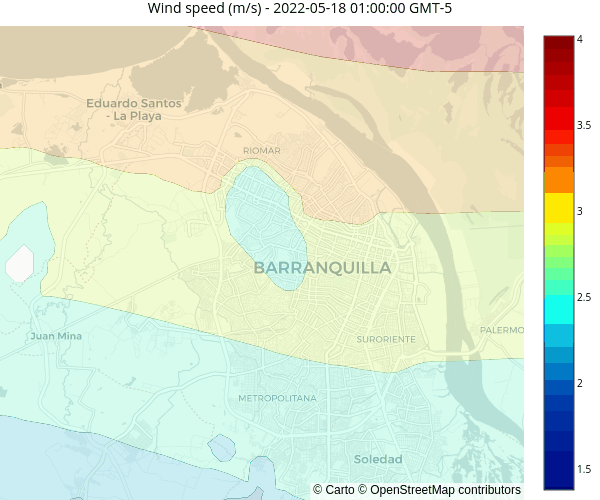 Wind speed (m/s) - 2022-05-18 01:00:00 GMT-5
4
Eduardo Santos
- La Playa
3.5
RIOMAR
3
BARRANQUILLA
2.5
PALERMO
Juan Mina
SURORIENTE
2
METROPOLITANA
Soledad
1.5
© Carto © OpenStreetMap contributors